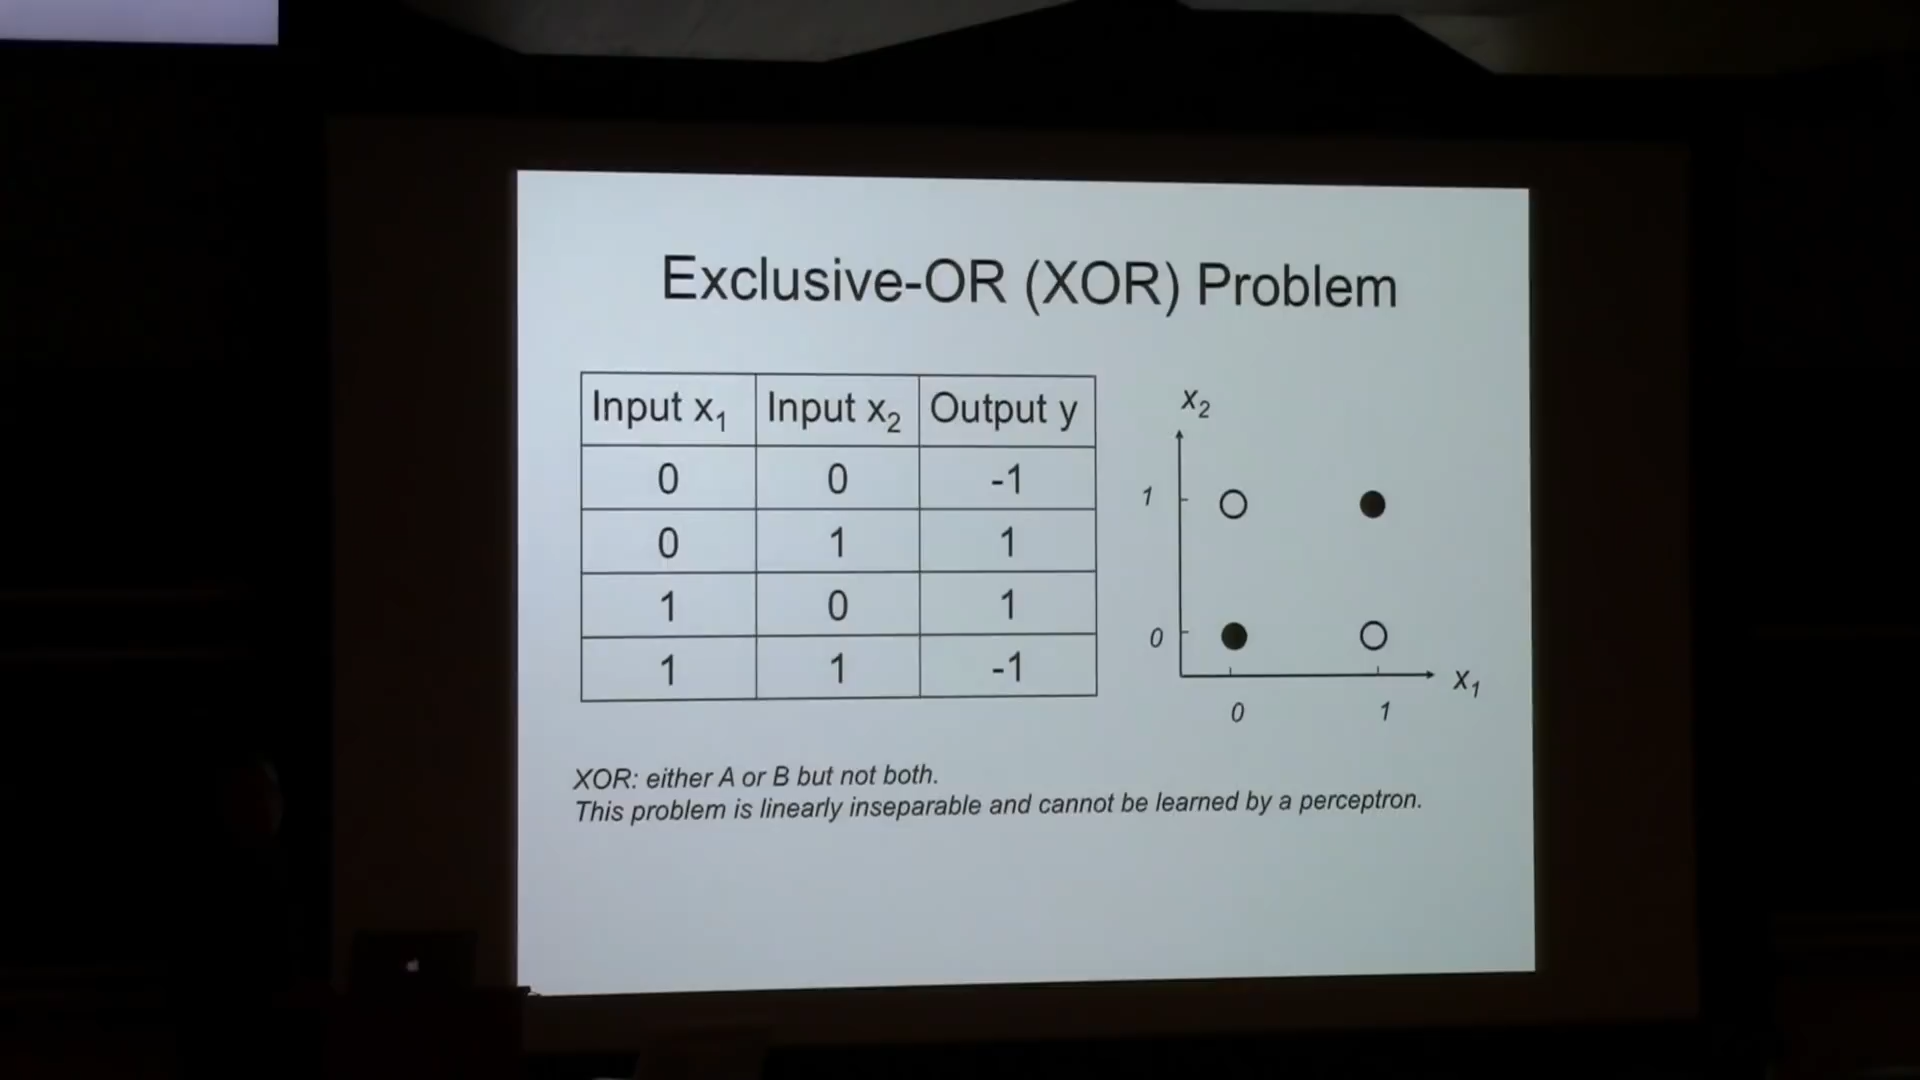 Exclusive-OR (XOR) Problem
Input x₁ Input x₂ Output y
0 0 -1
0 1 1
1 0 1
1 1 -1
x₂
1
0
x₁
0 1
XOR: either A or B but not both.
This problem is linearly inseparable and cannot be learned by a perceptron.